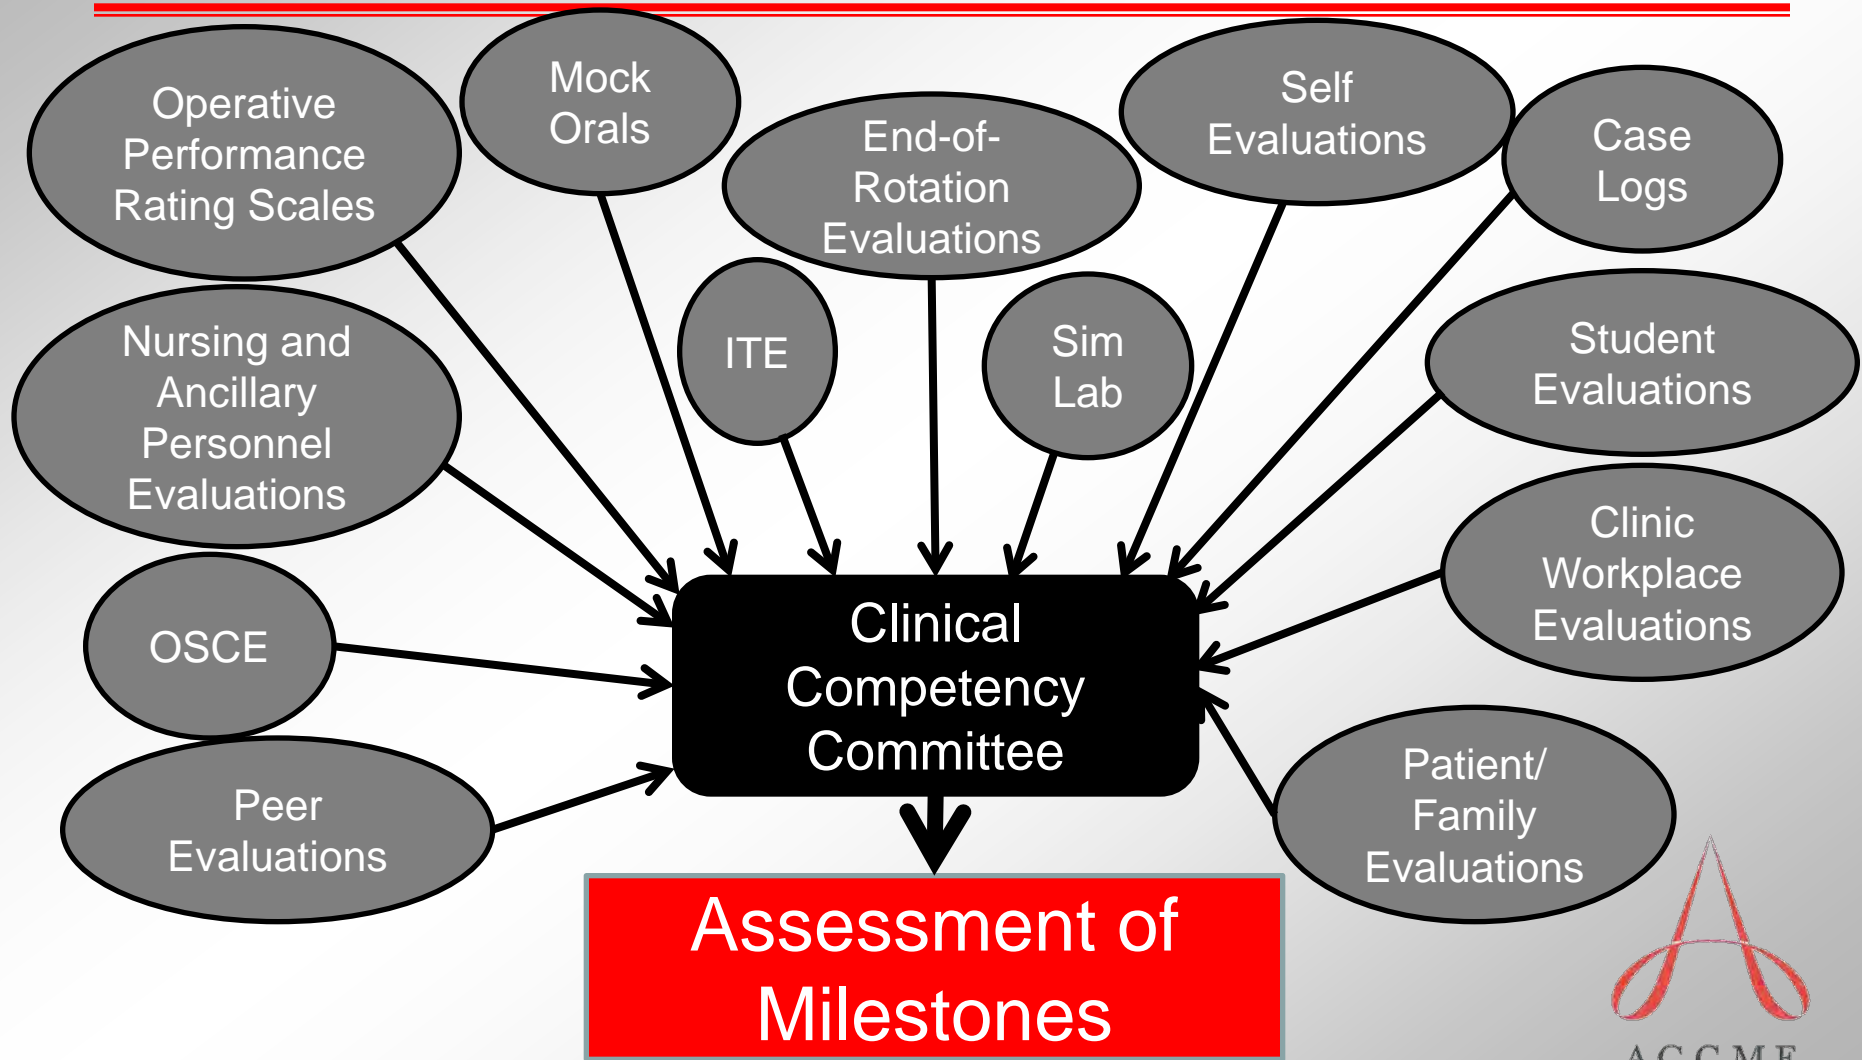 Operative
Performance
Rating Scales
Mock
Orals
End-of-
Rotation
Evaluations
Self
Evaluations
Case
Logs
Nursing and
Ancillary
Personnel
Evaluations
ITE
Sim
Lab
Student
Evaluations
Clinic
Workplace
Evaluations
OSCE
Clinical
Competency
Committee
Peer
Evaluations
Patient/
Family
Evaluations
Assessment of
Milestones